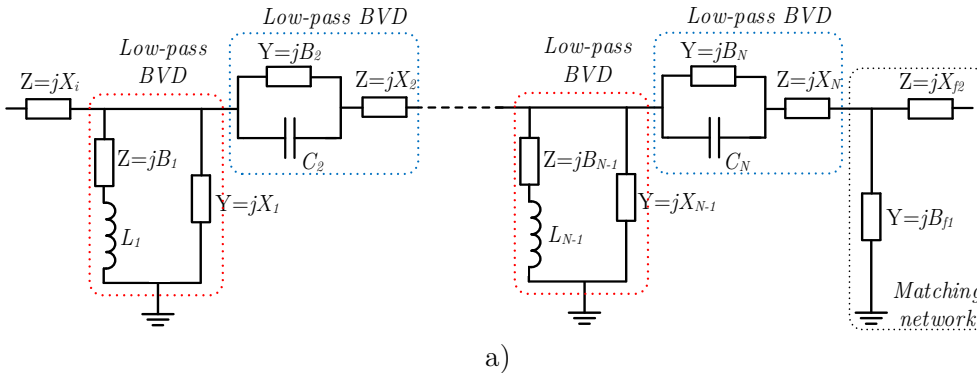 Low-pass BVD
Low-pass
BVD
Y=jB2
Z=jXi
Z=jX2
C2
Z=jB1
Y=jX1
L1
Low-pass BVD
Low-pass
BVD
Y=jBN
Z=jXN
Z=jXf2
CN
Z=jBN-1
Y=jXN-1
LN-1
Y=jBf1
Matching
network
a)